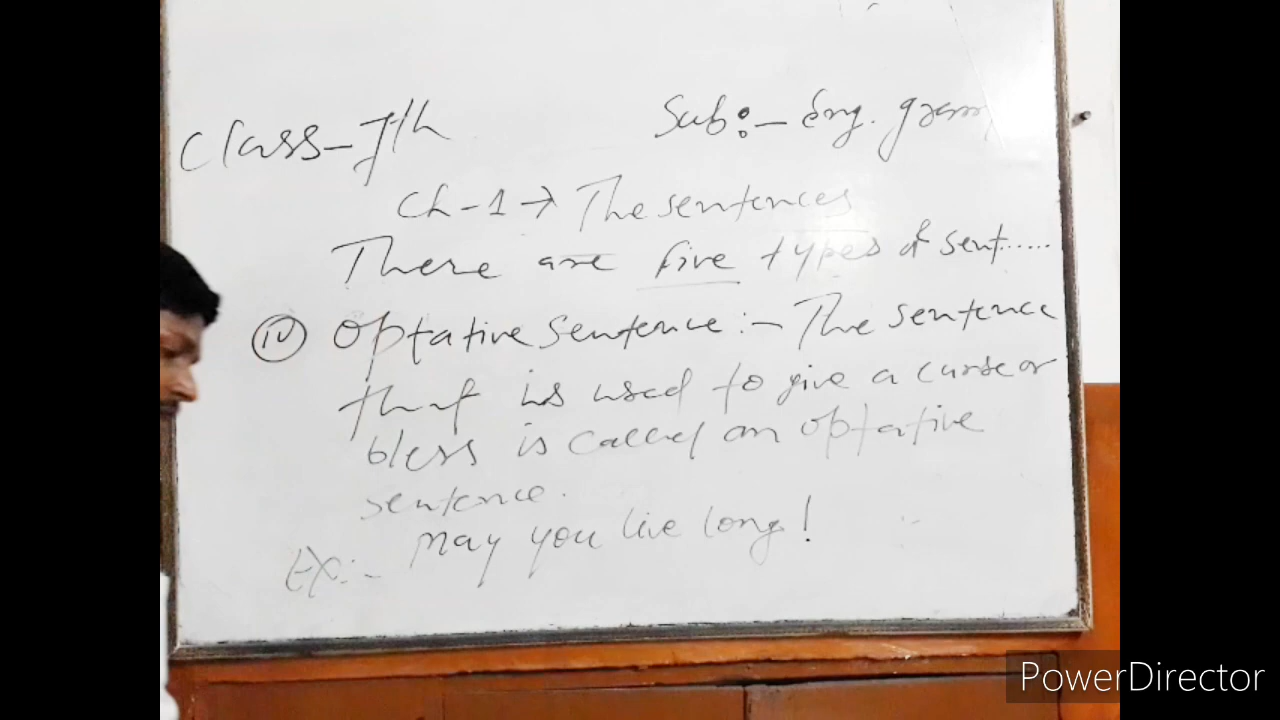 Class-7th Sub:- Eng. gram
Ch-1 → The sentences
There are five types of sent.....
(iv) Optative Sentence:- The sentence
that is used to give a curse or
bless is called an optative
sentence.
Ex:- May you live long!
PowerDirector